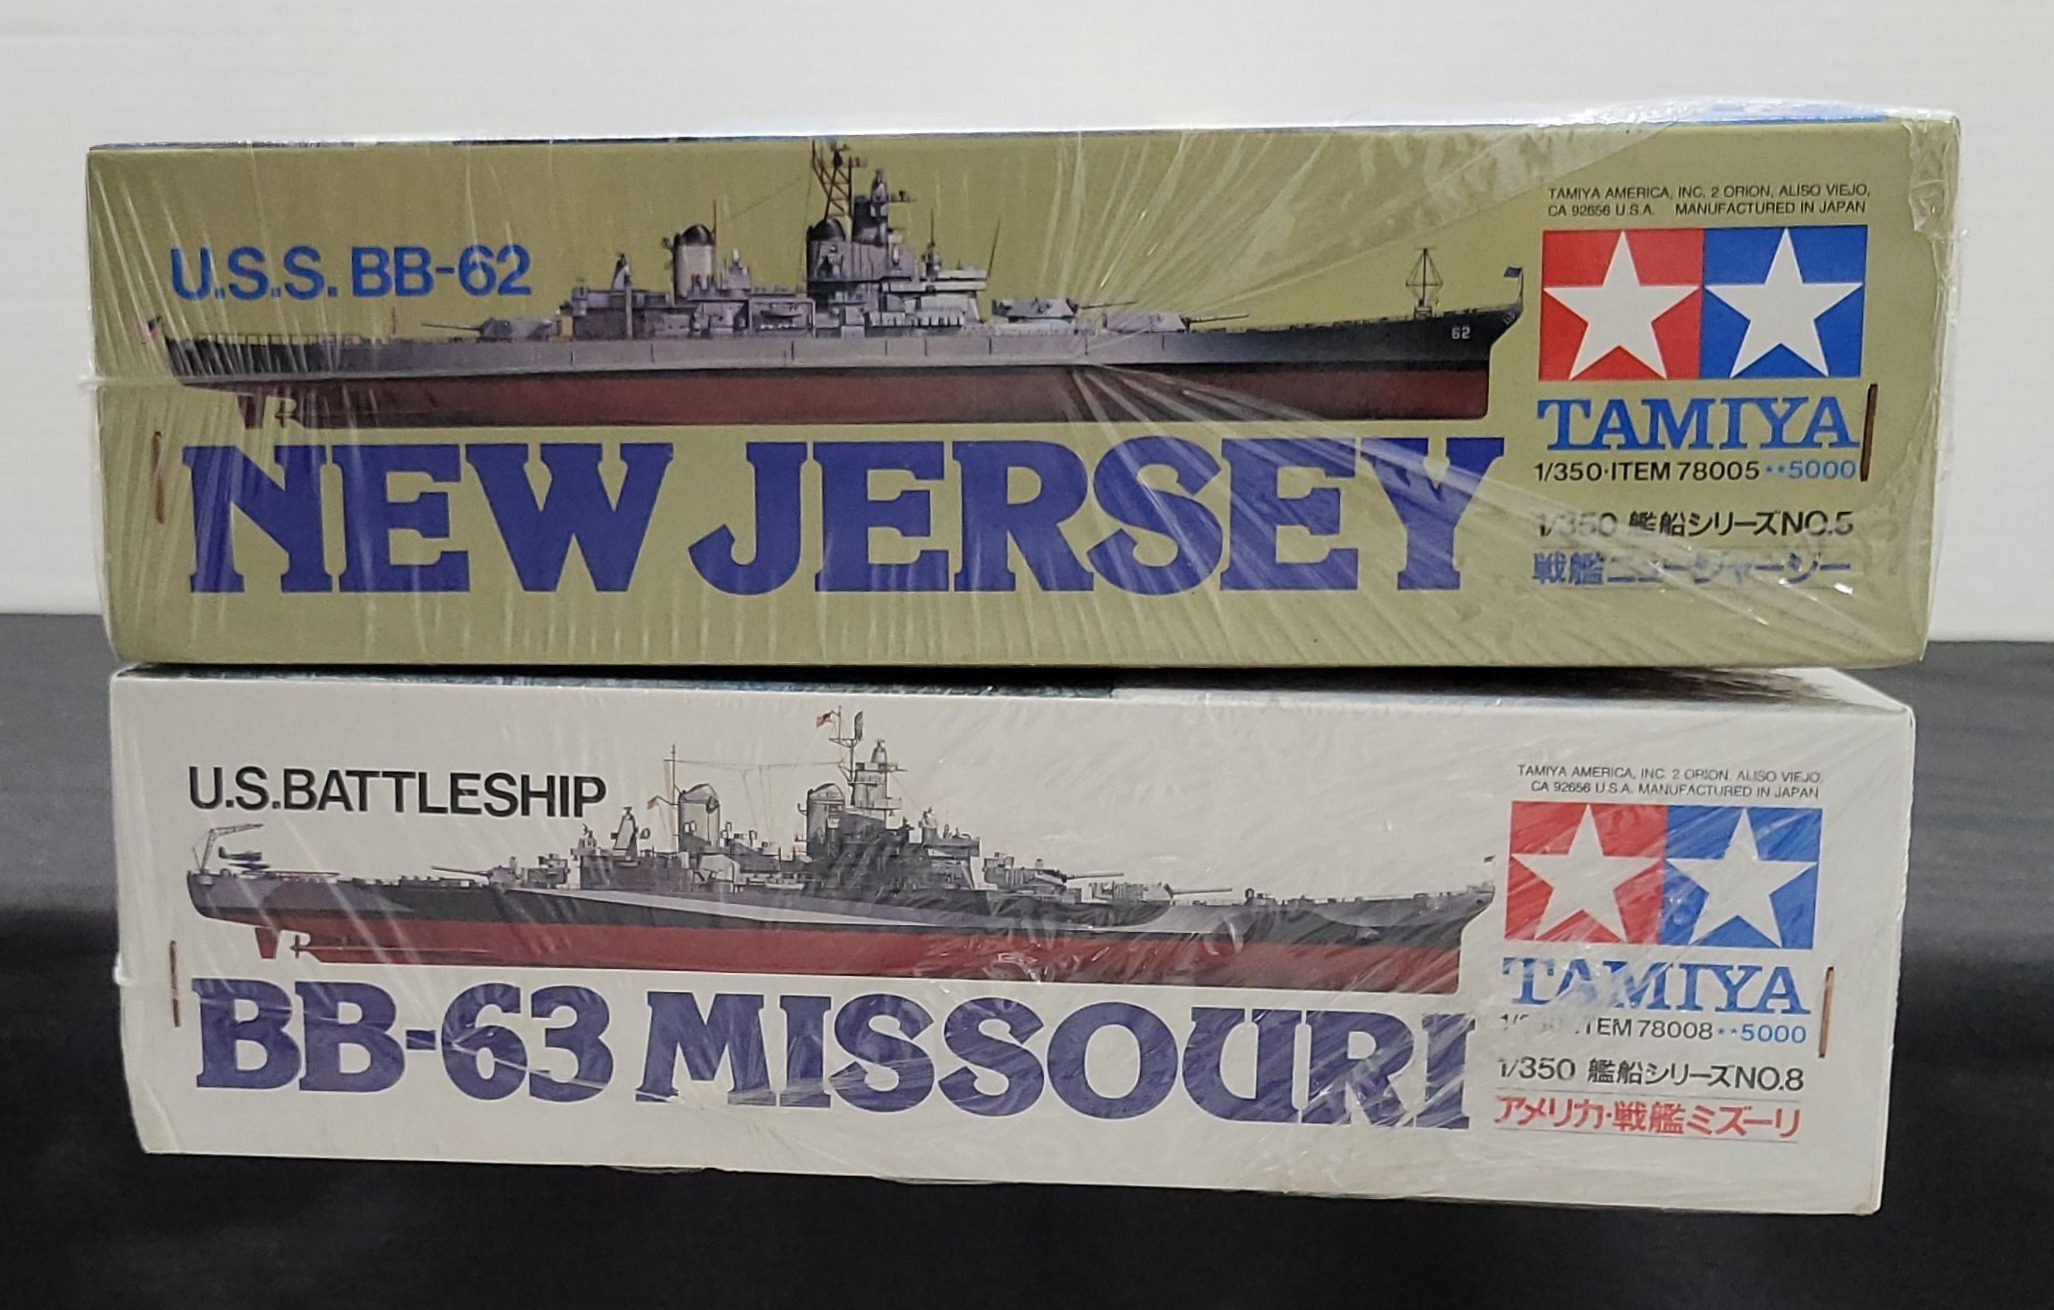 U.S.S. BB-62
62
NEW JERSEY
TAMIYA AMERICA, INC. 2 ORION, ALISO VIEJO,
CA 92656 U.S.A. MANUFACTURED IN JAPAN
TAMIYA
1/350·ITEM 78005 **5000
1/350 艦船シリーズNO.5
戦艦ニュージャージー
U.S.BATTLESHIP
BB-63 MISSOURI
TAMIYA AMERICA, INC. 2 ORION, ALISO VIEJO,
CA 92656 U.S.A. MANUFACTURED IN JAPAN
TAMIYA
1/350·ITEM 78008 **5000
1/350 艦船シリーズNO.8
アメリカ・戦艦ミズーリ